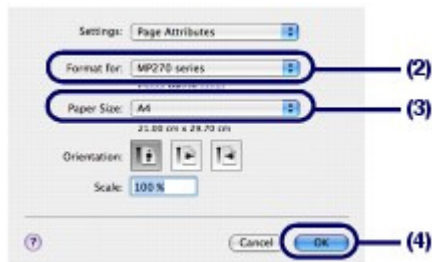 Settings: Page Attributes
Format for: MP270 series (2)
Paper Size: A4 (3)
21.00 cm x 29.70 cm
Orientation:
Scale: 100 %
? Cancel OK (4)